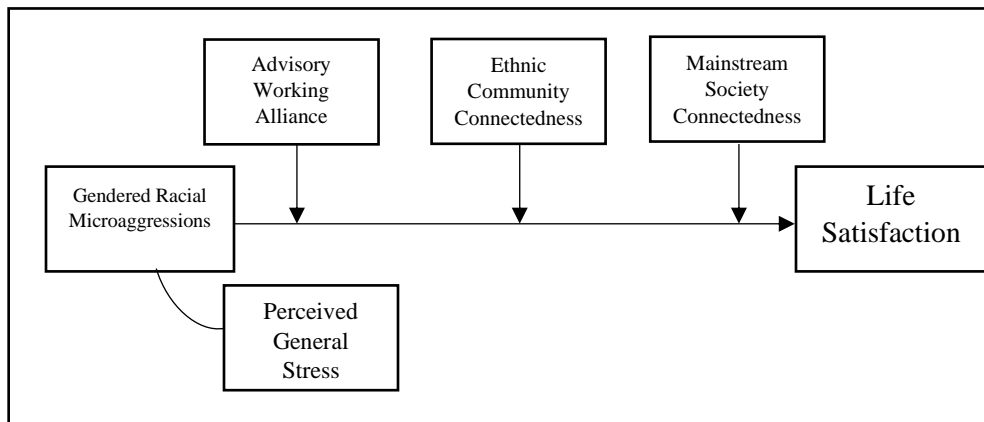 Advisory
Working
Alliance
Ethnic
Community
Connectedness
Mainstream
Society
Connectedness
Gendered Racial
Microaggressions
Life
Satisfaction
Perceived
General
Stress